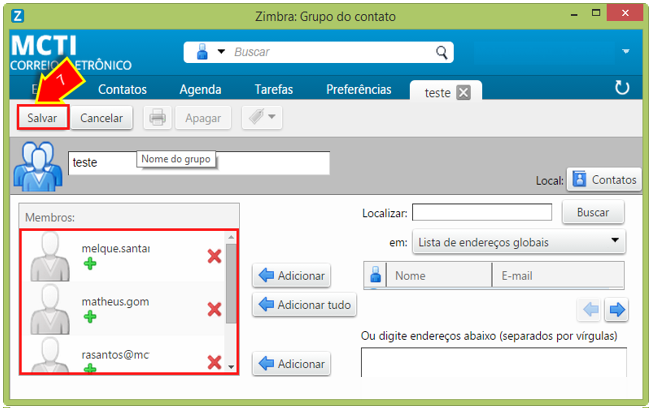 Zimbra: Grupo do contato
MCTI
CORREIO ELETRÔNICO
Buscar
7
Contatos Agenda Tarefas Preferências teste
Salvar Cancelar Apagar
teste
Nome do grupo
Local: Contatos
Membros:
Localizar: Buscar
em: Lista de endereços globais
melque.santar
Adicionar
Nome E-mail
matheus.gom
Adicionar tudo
Ou digite endereços abaixo (separados por vírgulas)
rasantos@mc
Adicionar